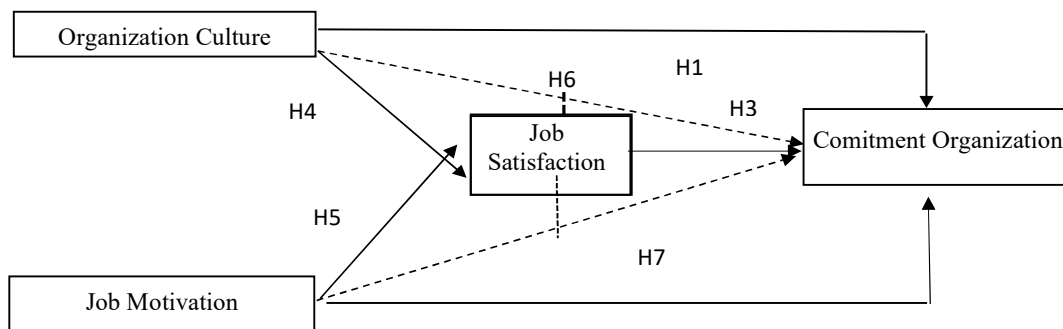 Organization Culture
H1
H6
H4
H3
Job
Satisfaction
Comitment Organization
H5
H7
Job Motivation